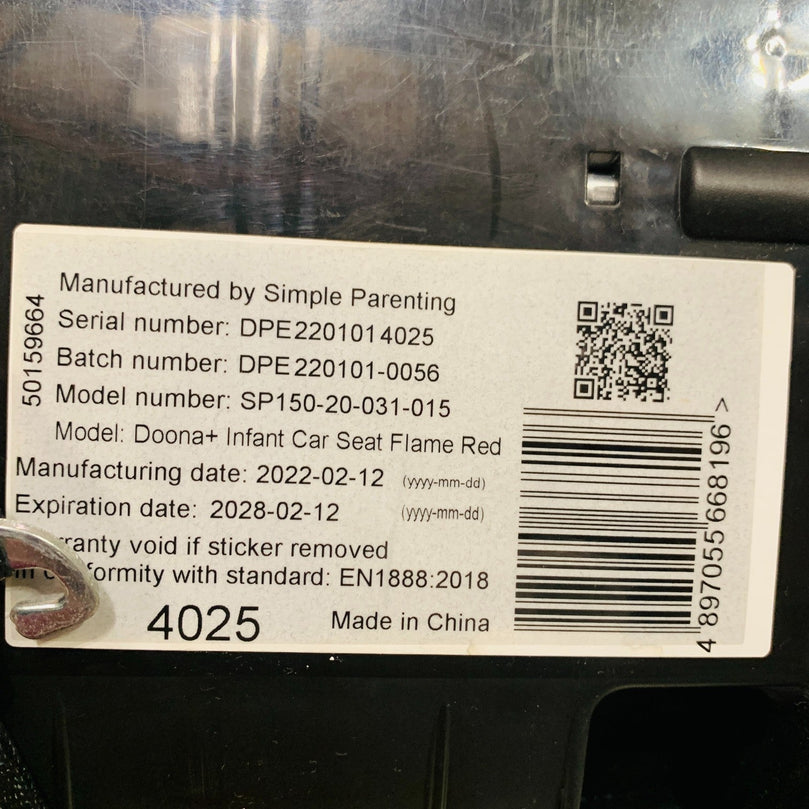 Manufactured by Simple Parenting
Serial number: DPE2201014025
Batch number: DPE220101-0056
Model number: SP150-20-031-015
Model: Doona+ Infant Car Seat Flame Red
Manufacturing date: 2022-02-12 (yyyy-mm-dd)
Expiration date: 2028-02-12 (yyyy-mm-dd)
void if sticker removed
with standard: EN1888:2018
4025 Made in China
50159664
4 897055 668196 >